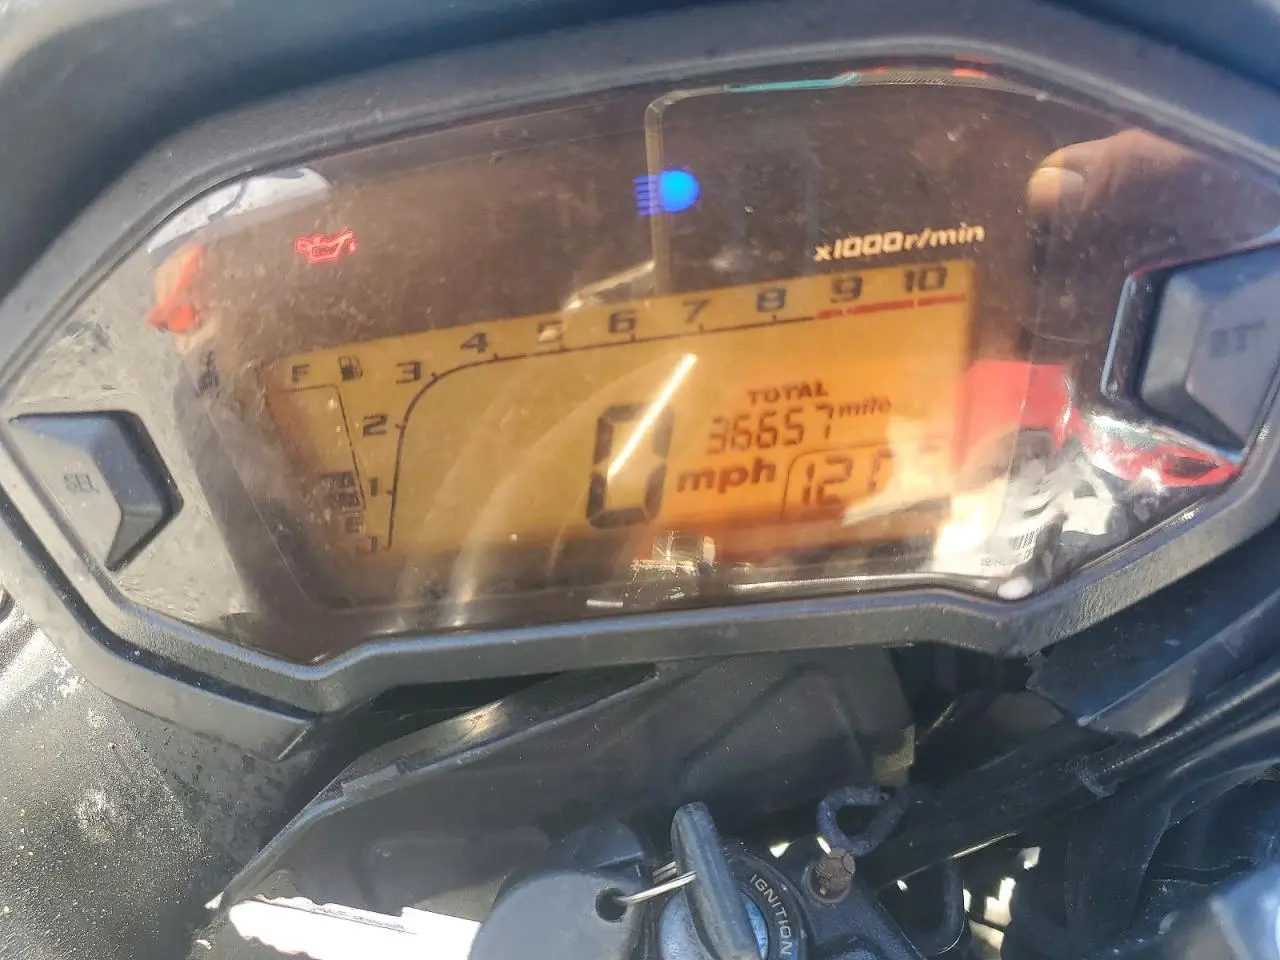 x1000r/min
F 3 4 5 6 7 8 9 10
2
1
TOTAL
36657 mile
0 mph
SEL
IGNITION